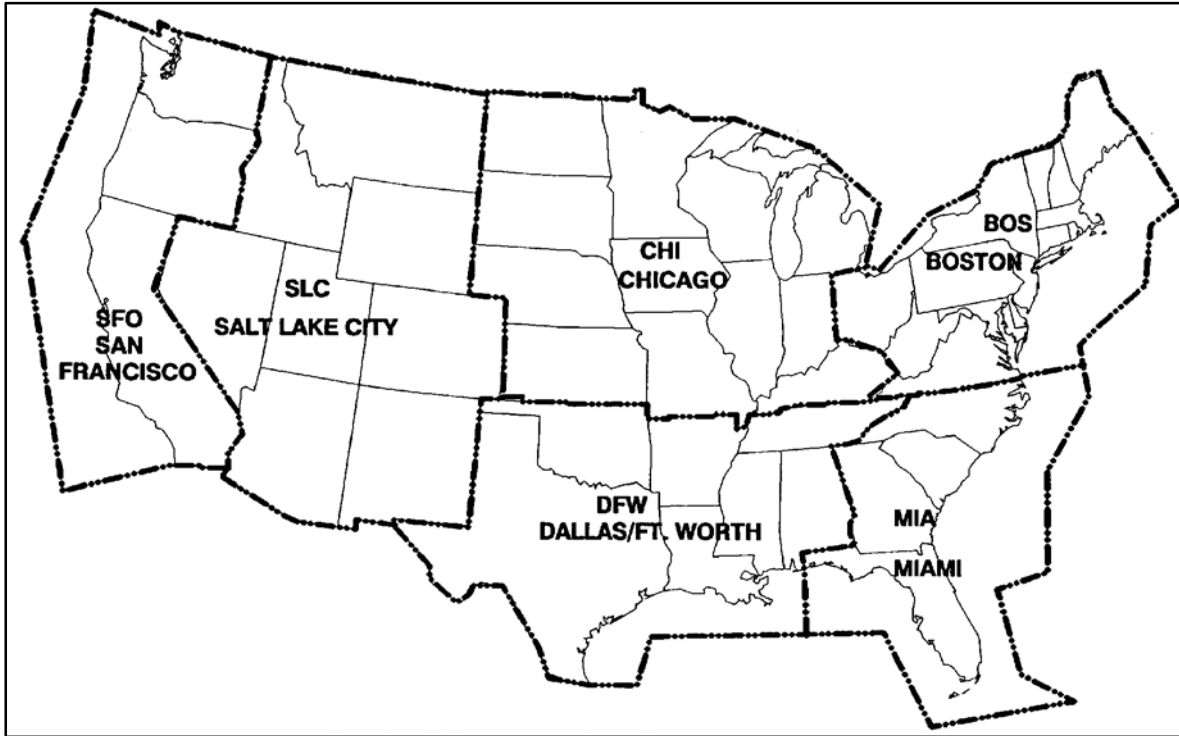 BOS
BOSTON
CHI
CHICAGO
SLC
SALT LAKE CITY
SFO
SAN
FRANCISCO
DFW
DALLAS/FT. WORTH
MIA
MIAMI